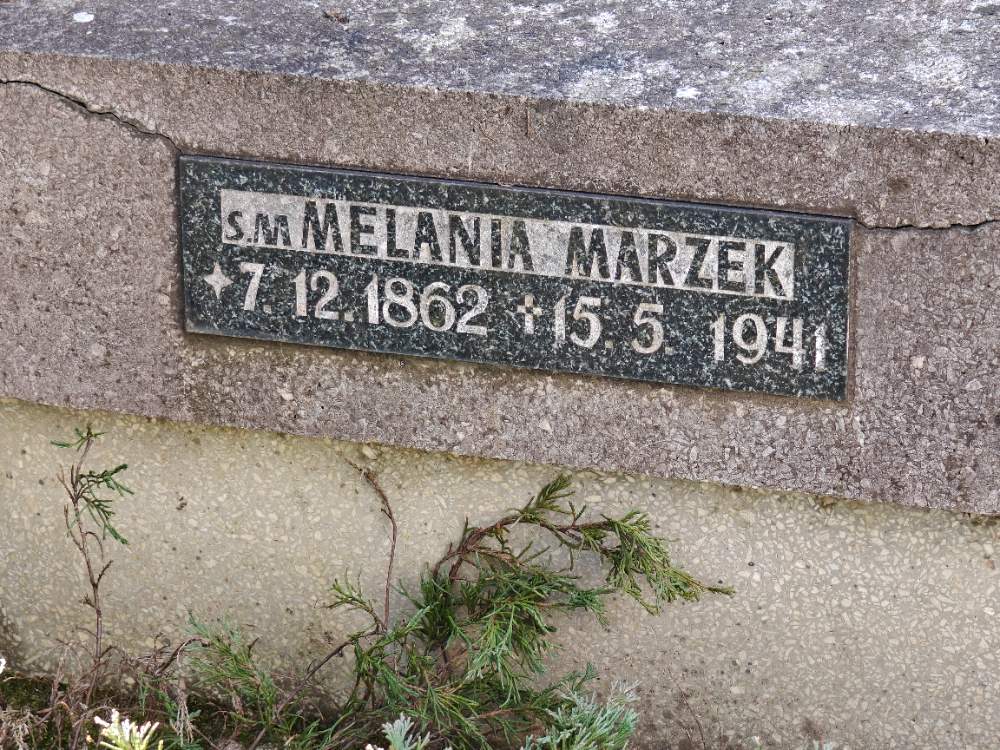 S.M MELANIA MARZEK
✦7. 12. 1862 ✝15. 5. 1941